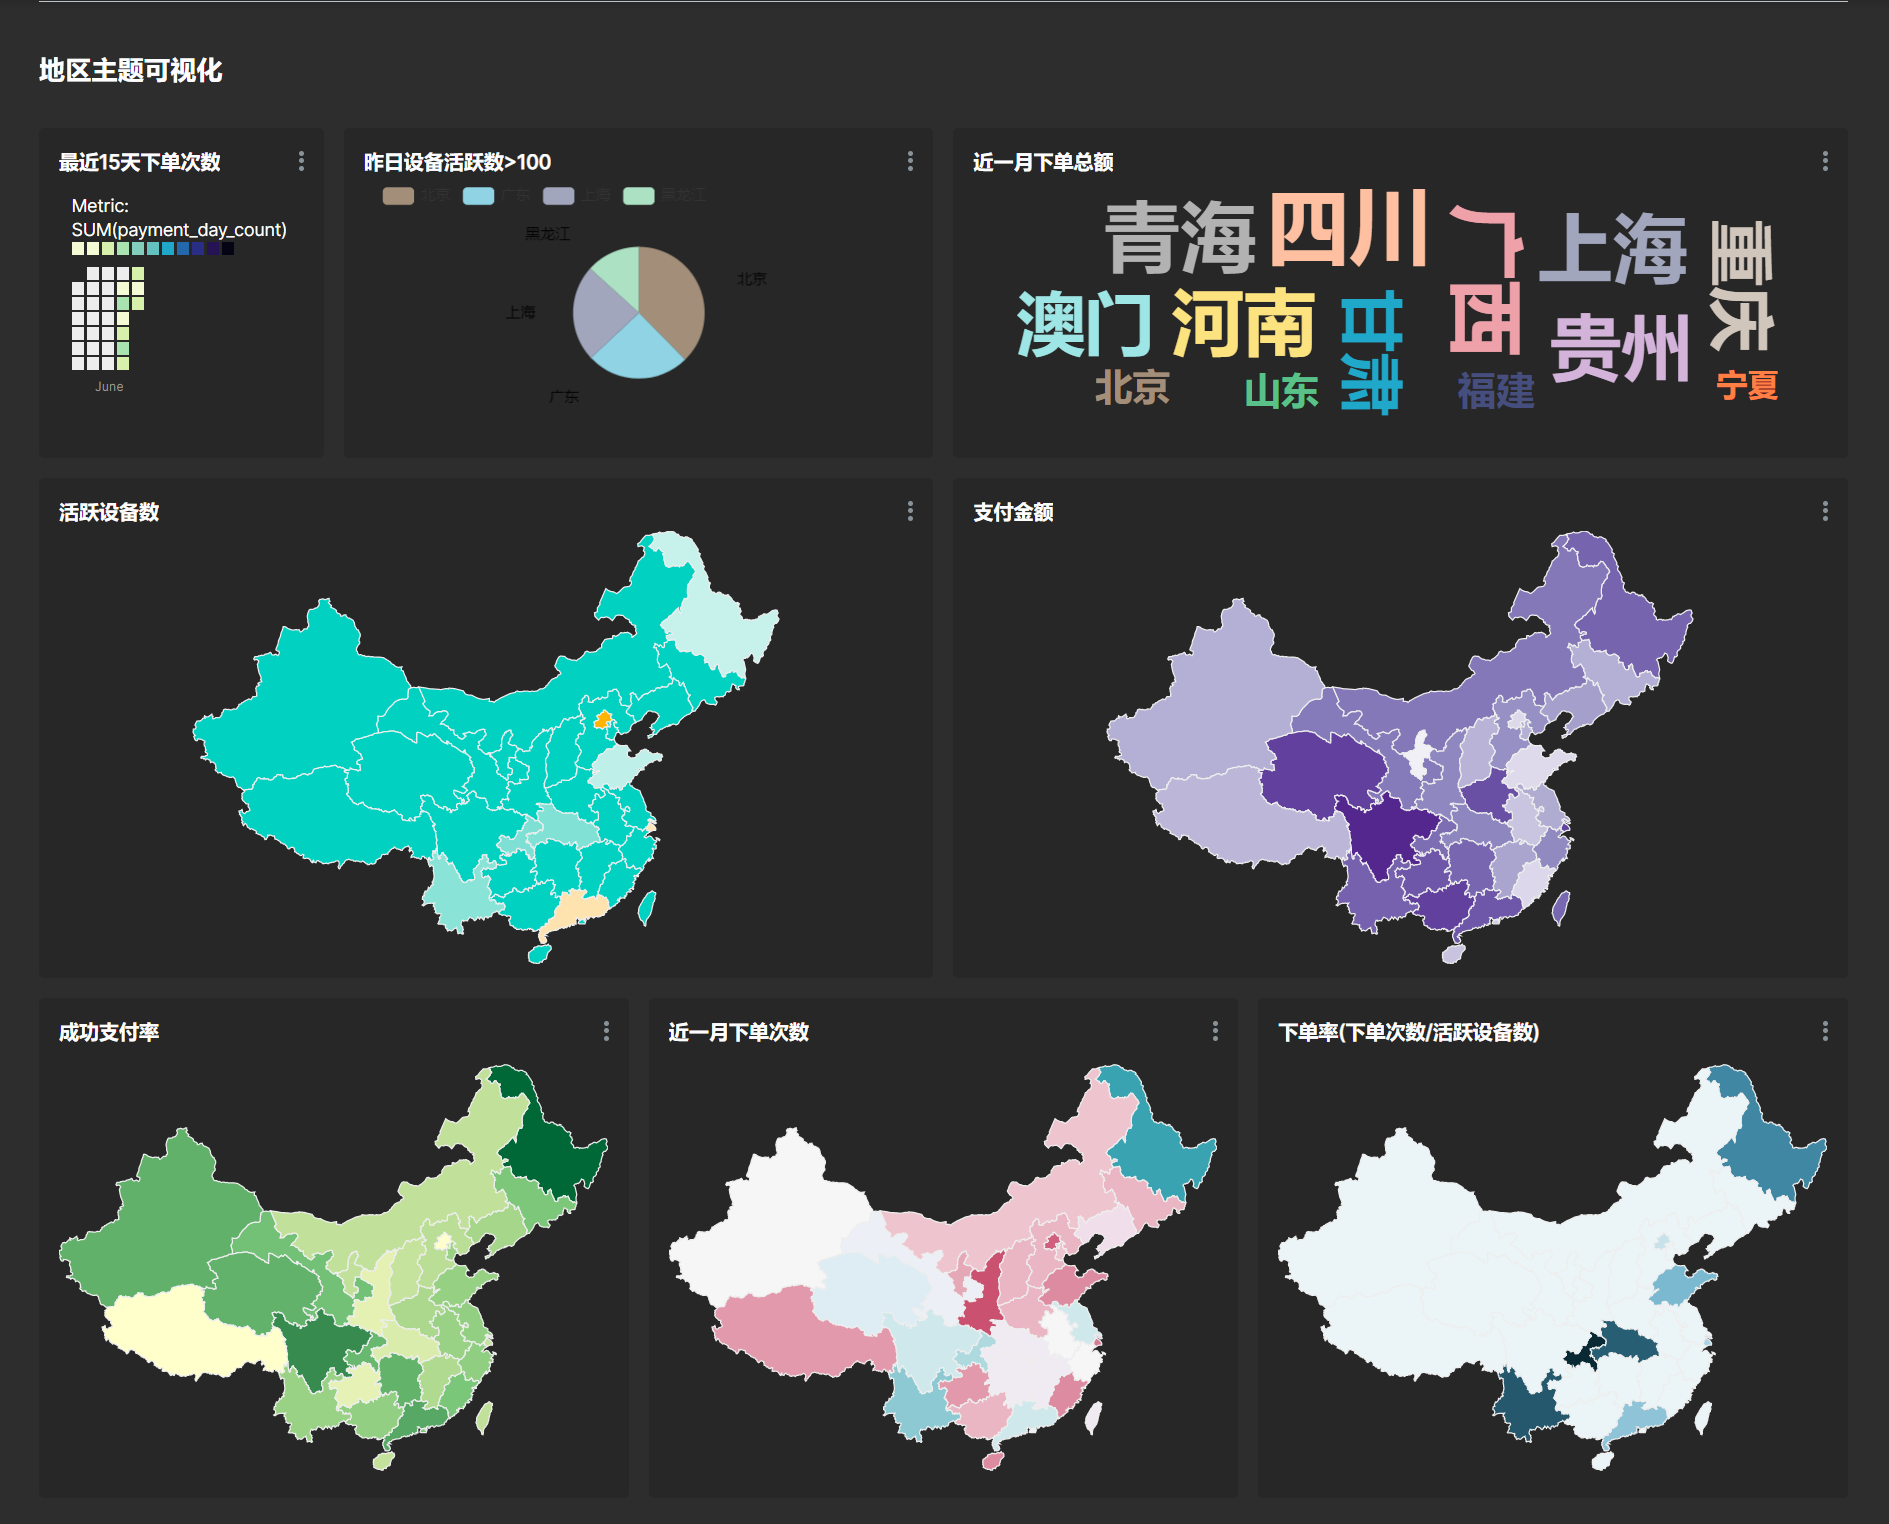 地区主题可视化
最近15天下单次数
Metric:
SUM(payment_day_count)
June
昨日设备活跃数>100
北京 广东 上海 黑龙江
黑龙江
北京
上海
广东
近一月下单总额
青海 四川 广西 上海 重庆
澳门 河南 甘肃 贵州
北京 山东 福建 宁夏
活跃设备数
支付金额
成功支付率
近一月下单次数
下单率(下单次数/活跃设备数)